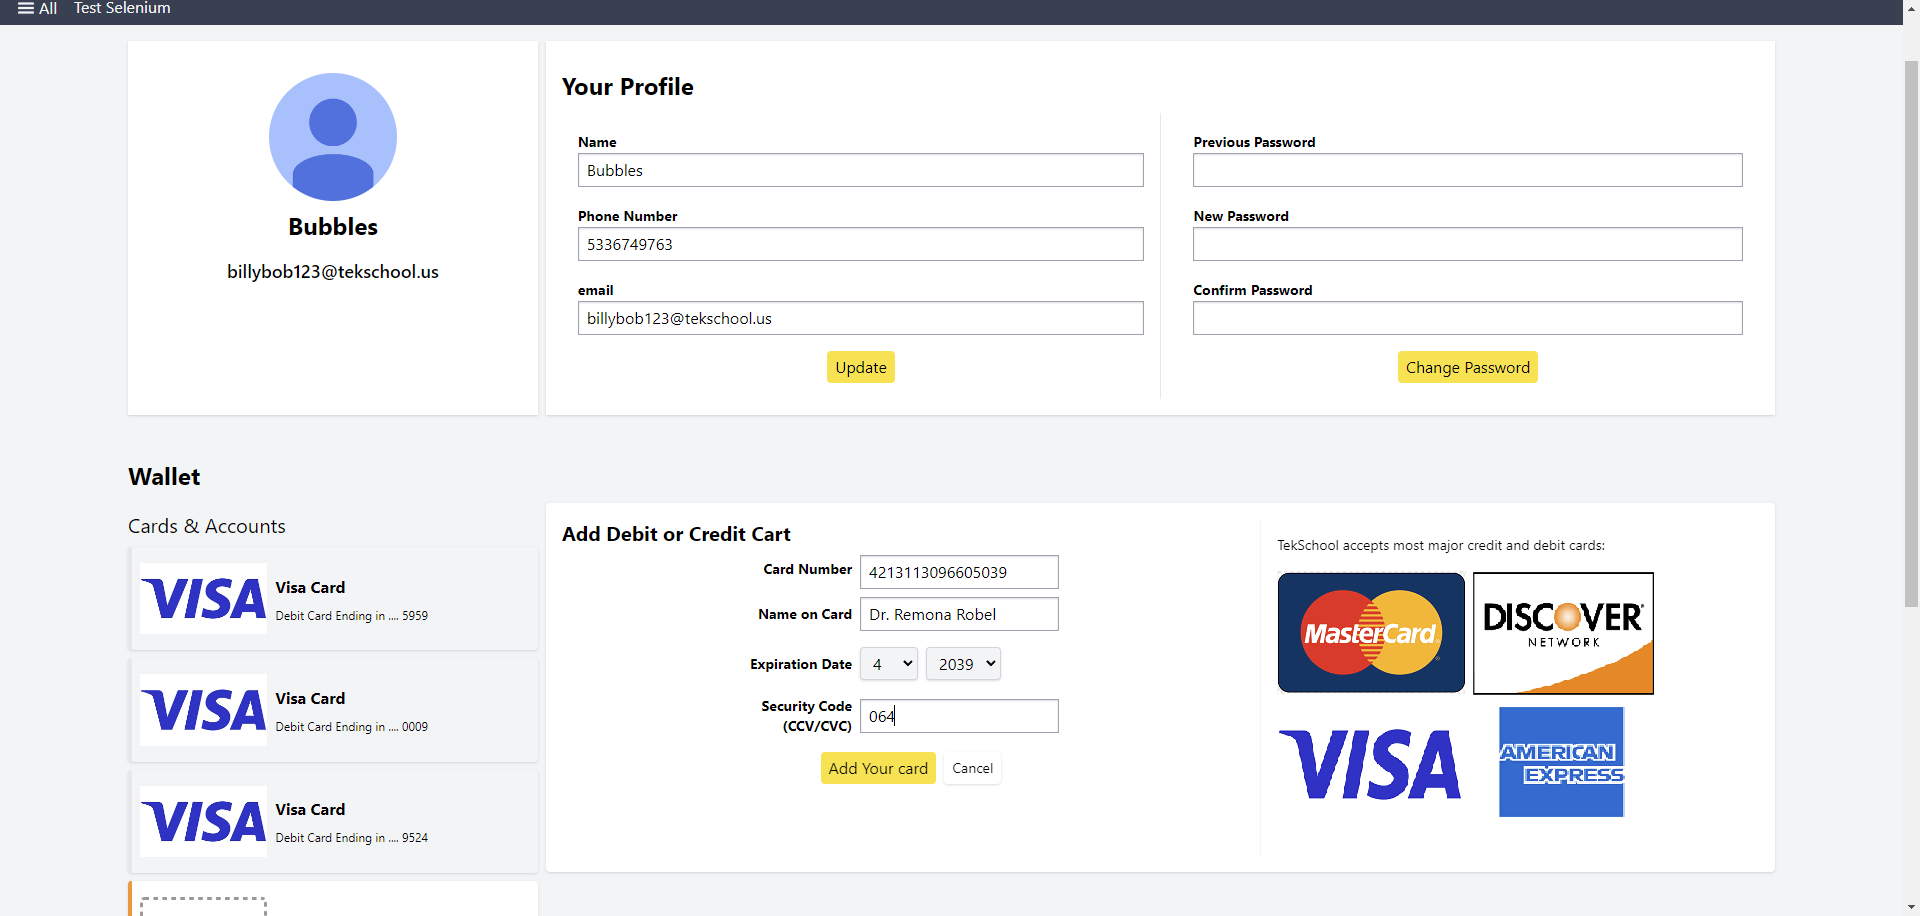 All Test Selenium
Bubbles
billybob123@tekschool.us
Your Profile
Name
Bubbles
Phone Number
5336749763
email
billybob123@tekschool.us
Update
Previous Password
New Password
Confirm Password
Change Password
Wallet
Cards & Accounts
VISA
Visa Card
Debit Card Ending in .... 5959
VISA
Visa Card
Debit Card Ending in .... 0009
VISA
Visa Card
Debit Card Ending in .... 9524
Add Debit or Credit Cart
Card Number 4213113096605039
Name on Card Dr. Remona Robel
Expiration Date 4 2039
Security Code
(CCV/CVC) 064
Add Your card Cancel
TekSchool accepts most major credit and debit cards:
MasterCard
DISCOVER
NETWORK
VISA
AMERICAN
EXPRESS